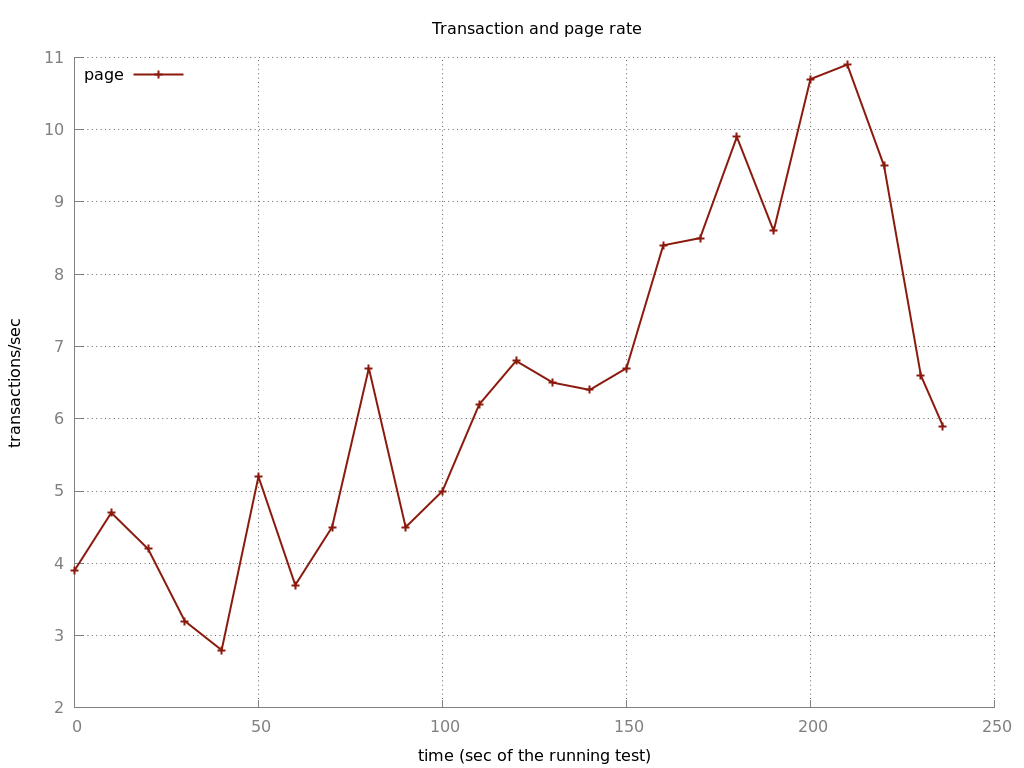 Transaction and page rate
page
11
10
9
8
7
6
5
4
3
2
transactions/sec
0 50 100 150 200 250
time (sec of the running test)